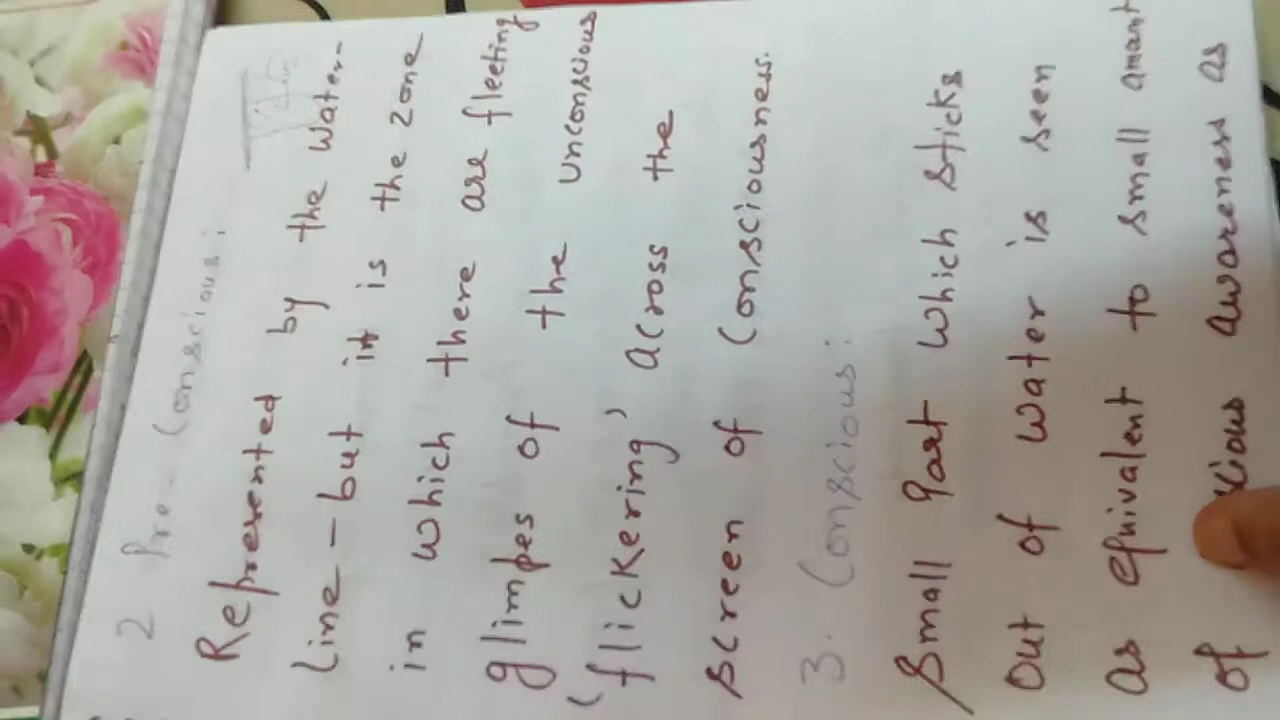 2 Pre-Conscious:
Represented by the water-
line - but it is the zone
in which there are fleeting
glimpes of the unconscious
(flickering) across the
screen of Consciousness.
3. Conscious:
Small Part which sticks
out of water is seen
as equivalent to small amant
of awareness as